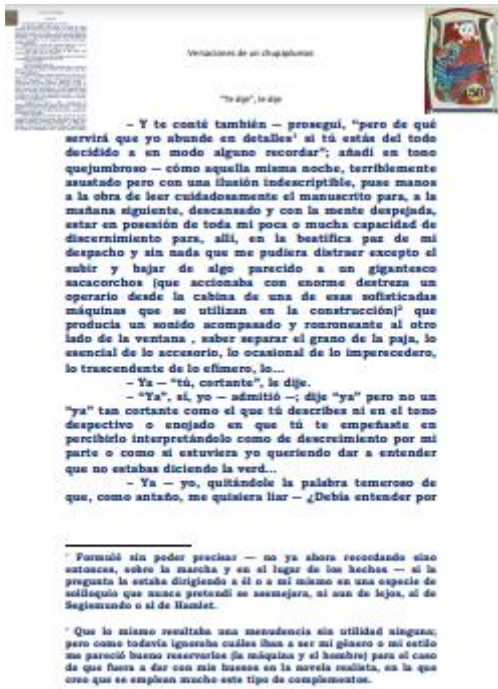 Versaciones de un chupaplumas
"Te dije", le dije
– Y te conté también — proseguí, "pero de qué
servirá que yo abunde en detalles¹ si tú estás del todo
decidido a en modo alguno recordar"; añadí en tono
quejumbroso — cómo aquella misma noche, terriblemente
asustado pero con una ilusión indescriptible, puse manos
a la obra de leer cuidadosamente el manuscrito para, a la
mañana siguiente, descansado y con la mente despejada,
estar en posesión de toda mi poca o mucha capacidad de
discernimiento para, allí, en la beatífica paz de mi
despacho y sin nada que me pudiera distraer excepto el
subir y bajar de algo parecido a un gigantesco
sacacorchos (que accionaba con enorme destreza un
operario desde la cabina de una de esas sofisticadas
máquinas que se utilizan en la construcción)² que
producía un sonido acompasado y ronroneante al otro
lado de la ventana , saber separar el grano de la paja, lo
esencial de lo accesorio, lo ocasional de lo imperecedero,
lo trascendente de lo efímero, lo...
– Ya — "tú, cortante", le dije.
– "Ya", sí, yo — admitió —; dije "ya" pero no un
"ya" tan cortante como el que tú describes ni en el tono
despectivo o enojado en que tú te empeñaste en
percibirlo interpretándolo como de descreimiento por mi
parte o como si estuviera yo queriendo dar a entender
que no estabas diciendo la verd...
– Ya — yo, quitándole la palabra temeroso de
que, como antaño, me quisiera liar — ¿Debía entender por
¹ Formulé sin poder precisar — no ya ahora recordando sino
entonces, sobre la marcha y en el lugar de los hechos — si la
pregunta la estaba dirigiendo a él o a mí mismo en una especie de
soliloquio que nunca pretendí se asemejara, ni aun de lejos, al de
Segismundo o al de Hamlet.
² Que lo mismo resultaba una menudencia sin utilidad ninguna;
pero como todavía ignoraba cuáles iban a ser mi género o mi estilo
me pareció bueno reservarlos (la máquina y el hombre) para el caso
de que fuera a dar con mis huesos en la novela realista, en la que
creo que se emplean mucho este tipo de complementos.